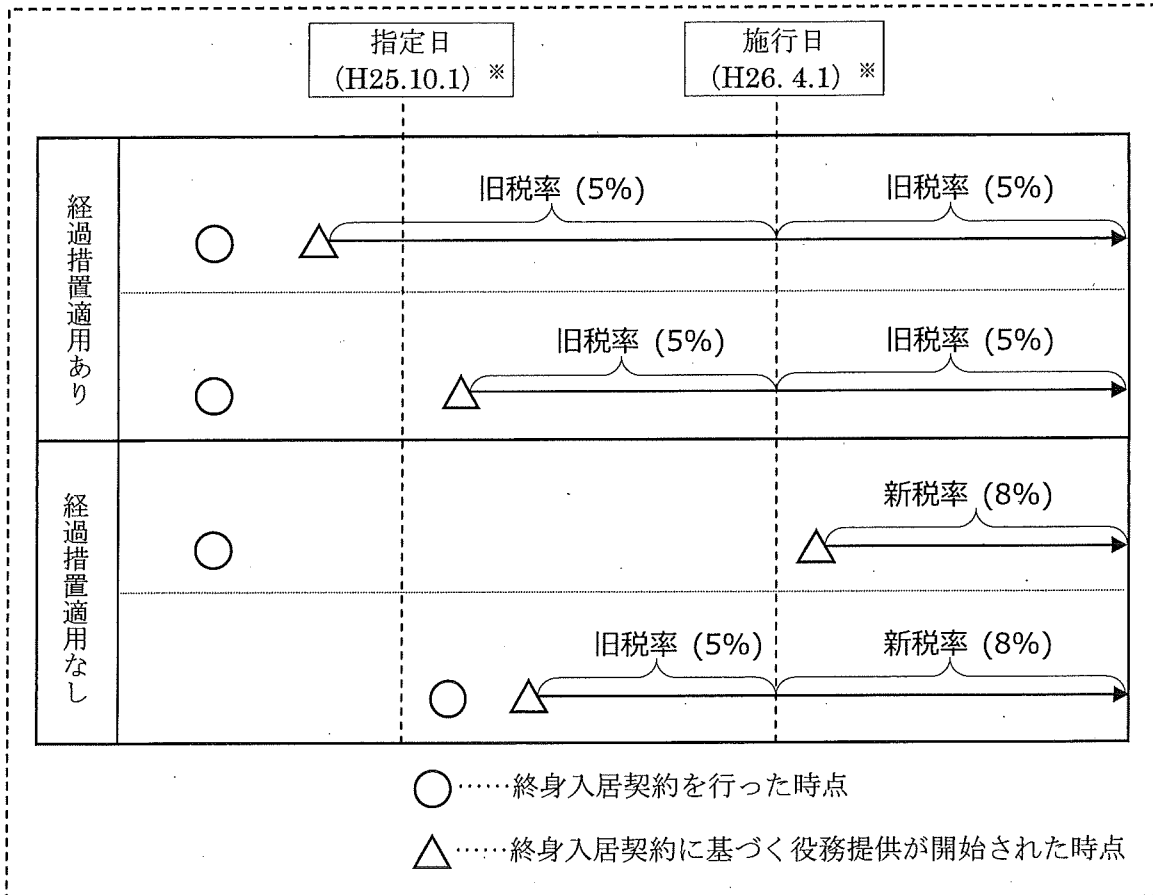 指定日
(H25.10.1) ※
施行日
(H26. 4.1) ※
経過措置適用あり
旧税率 (5%)
旧税率 (5%)
旧税率 (5%)
旧税率 (5%)
経過措置適用なし
新税率 (8%)
旧税率 (5%)
新税率 (8%)
○……終身入居契約を行った時点
△……終身入居契約に基づく役務提供が開始された時点